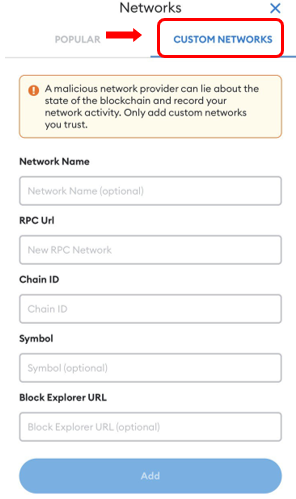 Networks
POPULAR
CUSTOM NETWORKS
A malicious network provider can lie about the
state of the blockchain and record your
network activity. Only add custom networks
you trust.
Network Name
Network Name (optional)
RPC Url
New RPC Network
Chain ID
Chain ID
Symbol
Symbol (optional)
Block Explorer URL
Block Explorer URL (optional)
Add